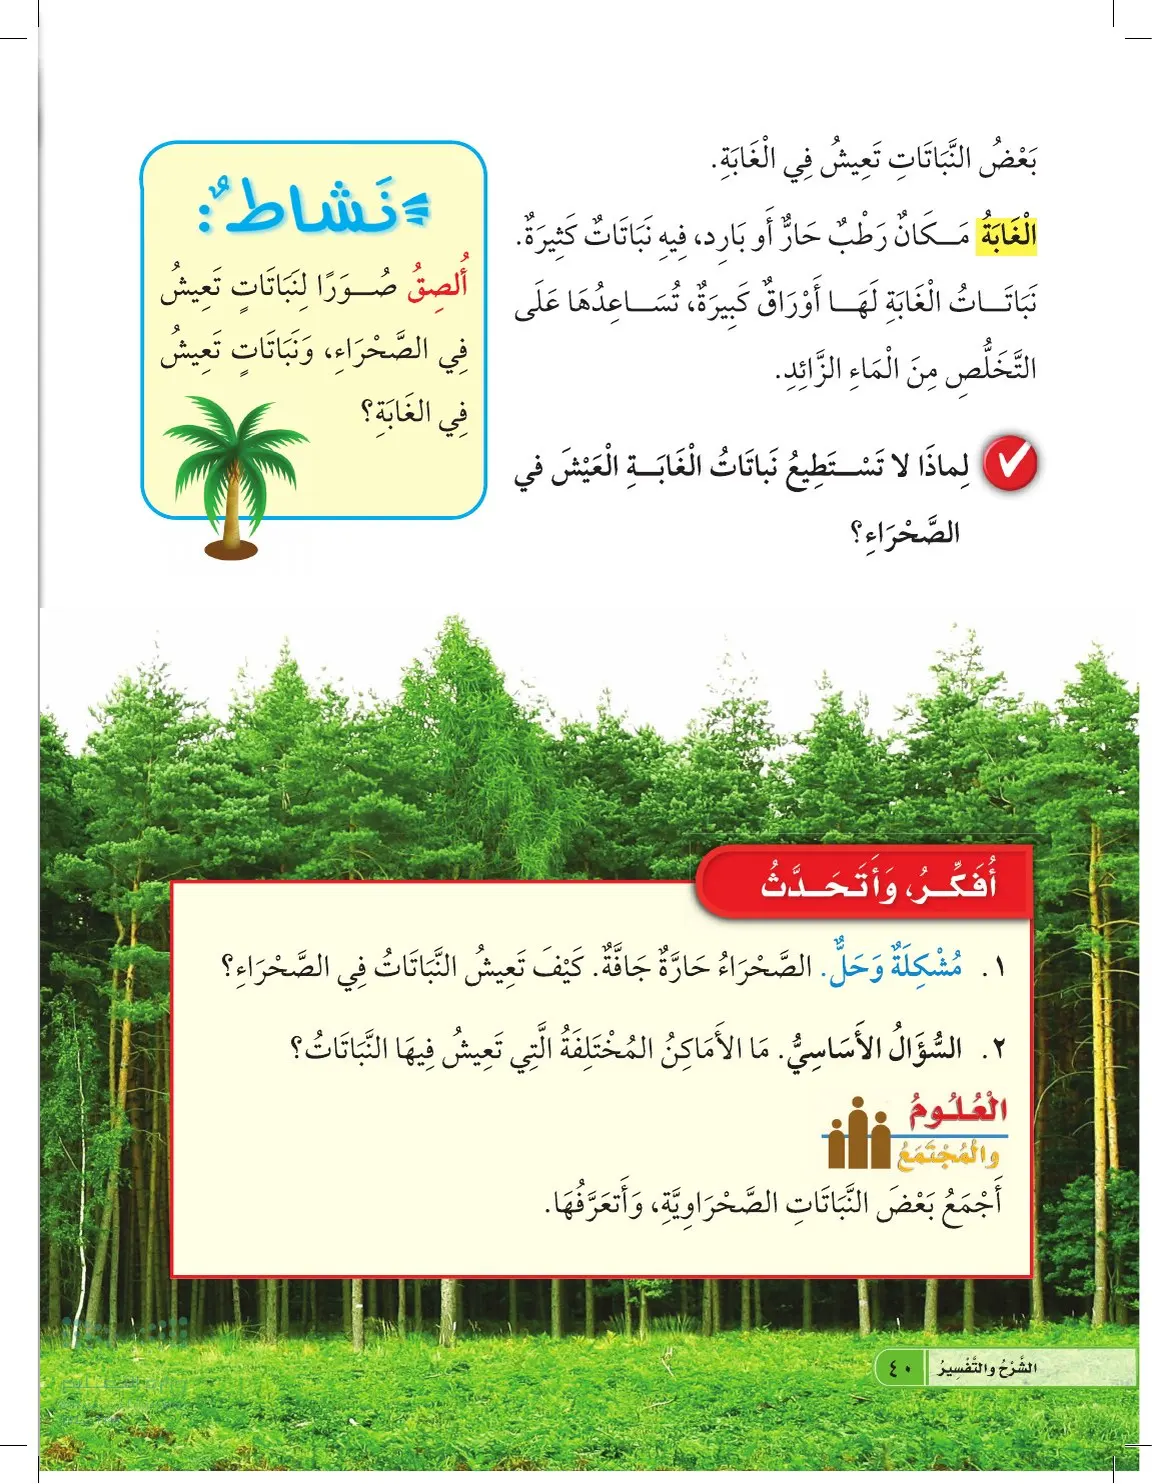 بَعْضُ النَّبَاتَاتِ تَعِيشُ فِي الْغَابَةِ.
الْغَابَةُ مَكَانٌ رَطْبٌ حَارٌّ أَو بَارِد، فِيهِ نَبَاتَاتٌ كَثِيرَةٌ.
نَبَاتَاتُ الْغَابَةِ لَهَا أَوْرَاقٌ كَبِيرَةٌ، تُسَاعِدُهَا عَلَى
التَّخَلُّصِ مِنَ الْمَاءِ الزَّائِدِ.
لِماذَا لا تَسْتَطِيعُ نَباتَاتُ الْغَابَةِ الْعَيْشَ في
الصَّحْرَاءِ؟
نَشاطٌ:
أُلصِقُ صُوَرًا لِنَبَاتَاتٍ تَعِيشُ
فِي الصَّحْرَاءِ، وَنَبَاتَاتٍ تَعِيشُ
فِي الغَابَةِ؟
أُفَكِّرُ، وَأَتَحَدَّثُ
١. مُشْكِلَةٌ وَحَلٌّ. الصَّحْرَاءُ حَارَّةٌ جَافَّةٌ. كَيْفَ تَعِيشُ النَّبَاتَاتُ فِي الصَّحْرَاءِ؟
٢. السُّؤَالُ الأَسَاسِيُّ. مَا الأَمَاكِنُ المُخْتَلِفَةُ الَّتِي تَعِيشُ فِيهَا النَّبَاتَاتُ؟
الْعُلُومُ
والْمُجْتَمَعُ
أَجْمَعُ بَعْضَ النَّبَاتَاتِ الصَّحْرَاوِيَّةِ، وَأَتَعَرَّفُهَا.
الشَّرْحُ والتَّفْسِيرُ ٤٠